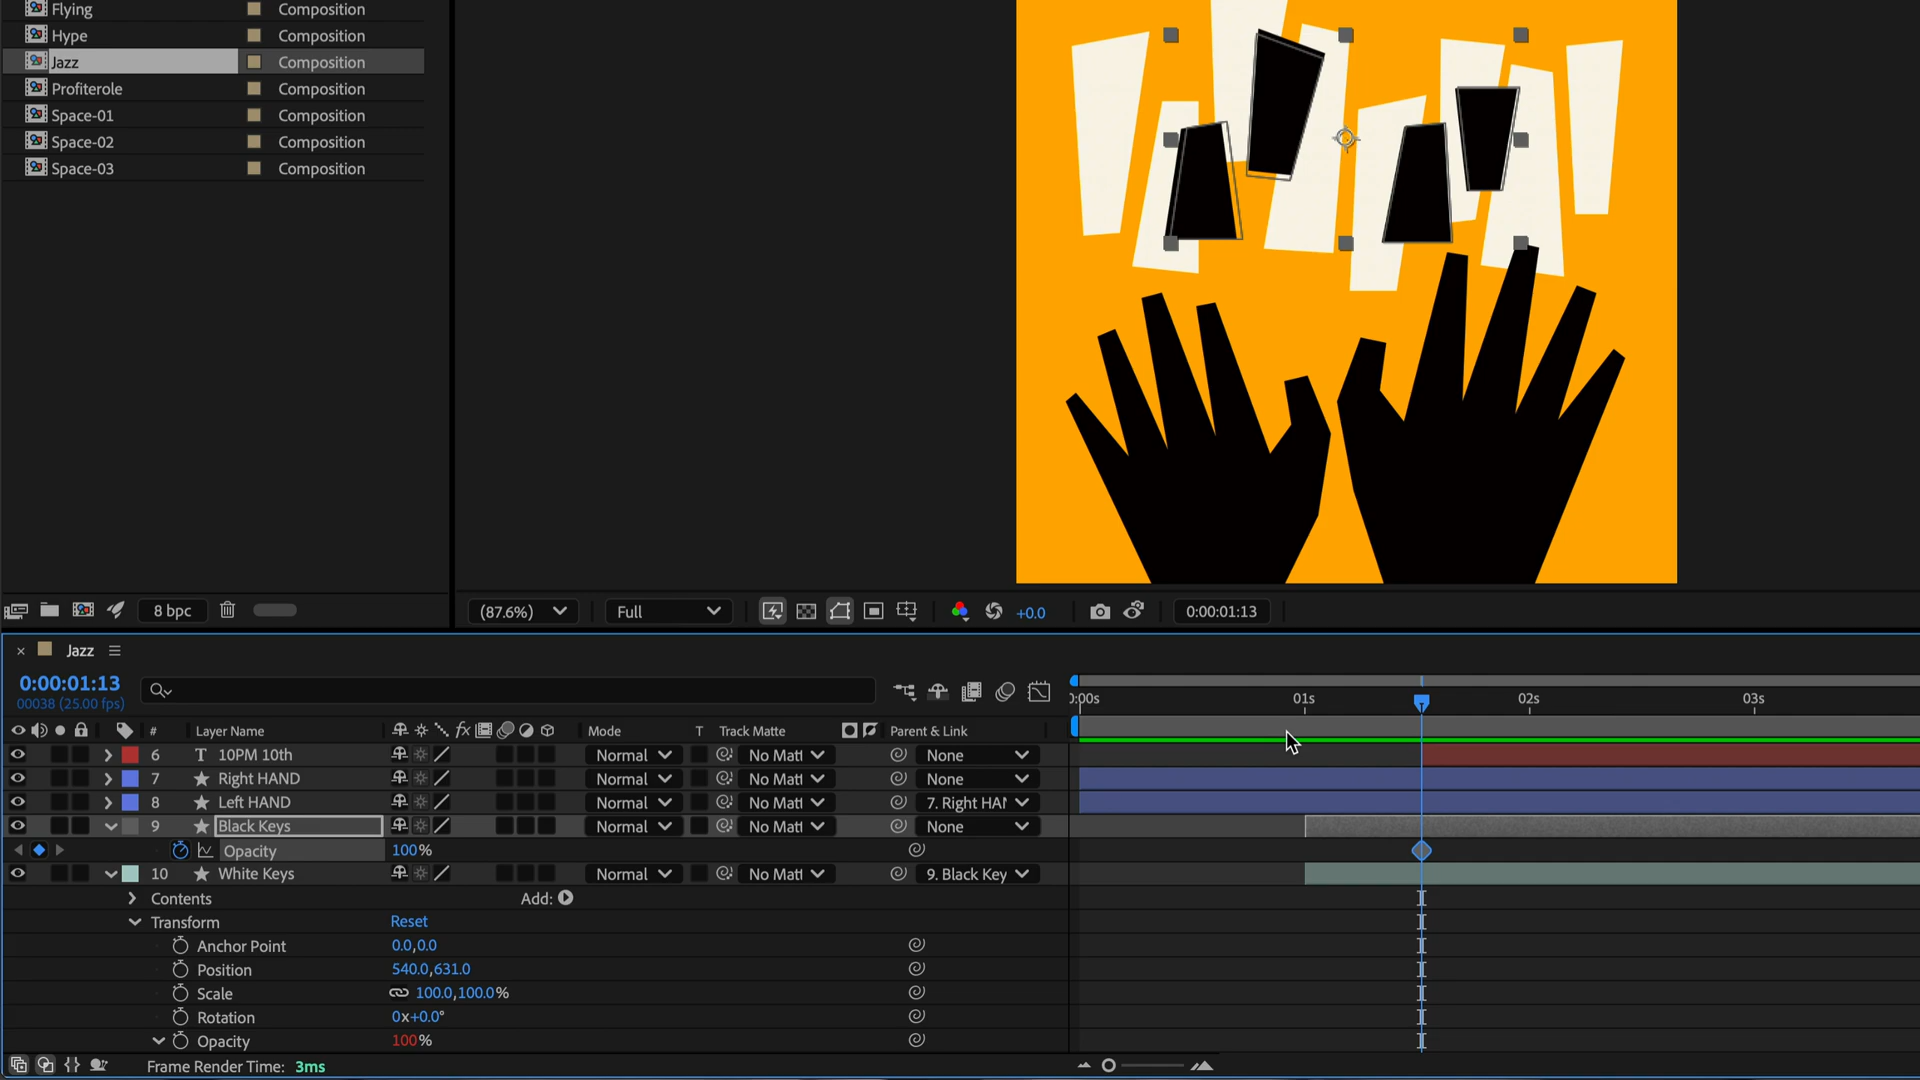 Flying Composition
Hype Composition
Jazz Composition
Profiterole Composition
Space-01 Composition
Space-02 Composition
Space-03 Composition
8 bpc
(87.6%) Full +0.0 0:00:01:13
× Jazz
0:00:01:13
00038 (25.00 fps)
0:00s 01s 02s 03s
# Layer Name fx Mode T Track Matte Parent & Link
6 T 10PM 10th Normal No Matt None
7 Right HAND Normal No Matt None
8 Left HAND Normal No Matt 7. Right HAN
9 Black Keys Normal No Matt None
Opacity 100%
10 White Keys Normal No Matt 9. Black Key
Contents Add:
Transform Reset
Anchor Point 0.0,0.0
Position 540.0,631.0
Scale 100.0,100.0%
Rotation 0x+0.0°
Opacity 100%
Frame Render Time: 3ms